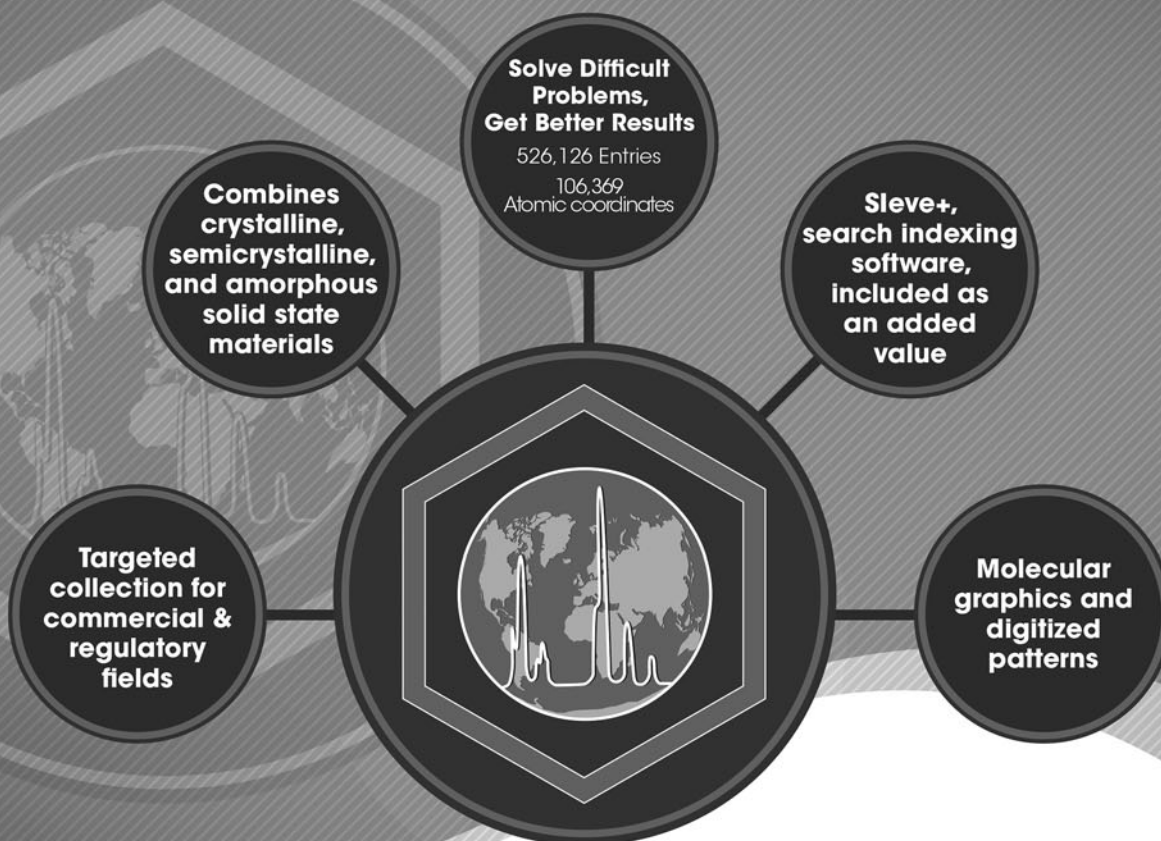 Solve Difficult
Problems,
Get Better Results
526,126 Entries
106,369
Atomic coordinates
Combines
crystalline,
semicrystalline,
and amorphous
solid state
materials
SIeve+,
search indexing
software,
included as
an added
value
Targeted
collection for
commercial &
regulatory
fields
Molecular
graphics and
digitized
patterns